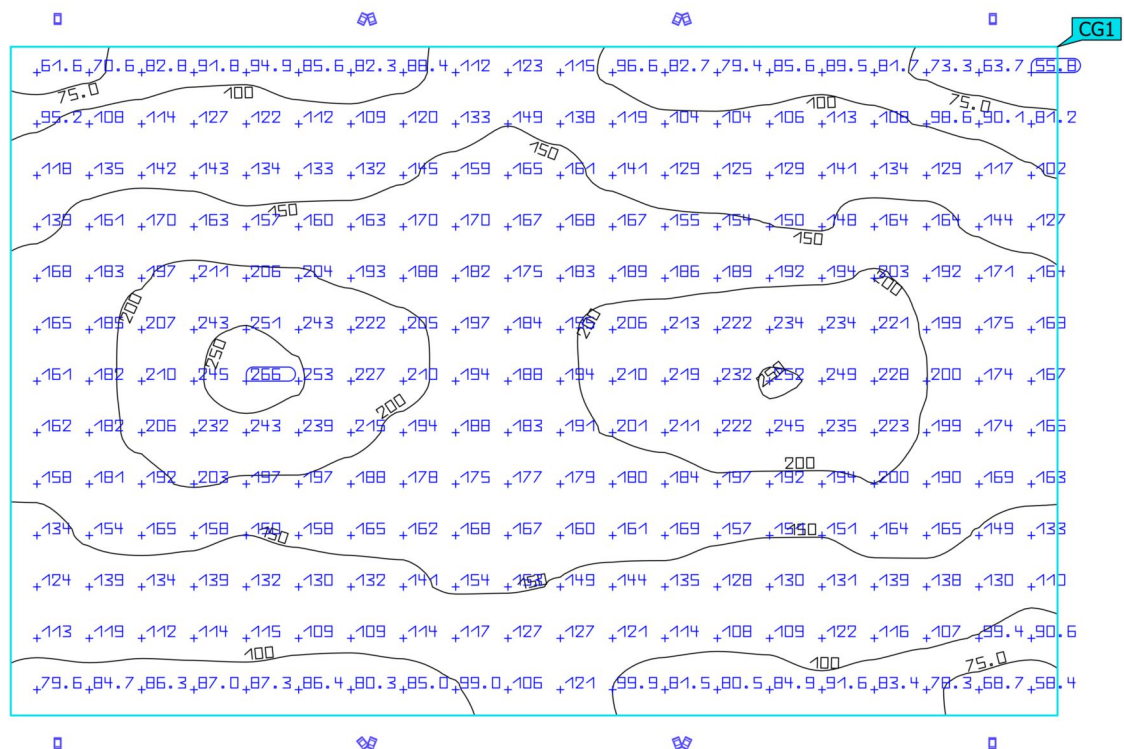 CG1
+61.6 +70.6 +82.8 +91.8 +94.9 +85.6 +82.3 +88.4 +112 +123 +115 +96.6 +82.7 +79.4 +85.6 +89.5 +81.7 +73.3 +63.7 +55.8
75.0 100 100 75.0
+95.2 +108 +114 +127 +122 +112 +109 +120 +133 +149 +138 +119 +104 +104 +106 +113 +108 +98.6 +90.1 +81.2
150
+118 +135 +142 +143 +134 +133 +132 +145 +159 +165 +161 +141 +129 +125 +129 +141 +134 +129 +117 +102
150
+139 +161 +170 +163 +157 +160 +163 +170 +170 +167 +168 +167 +155 +154 +150 +148 +164 +164 +144 +127
150
+168 +183 +197 +211 +206 +204 +193 +188 +182 +175 +183 +189 +186 +189 +192 +194 +203 +192 +171 +164
200 200
+165 +185 +207 +243 +251 +243 +222 +205 +197 +184 +195 +206 +213 +222 +234 +234 +221 +199 +175 +169
200 250
+161 +182 +210 +245 +266 +253 +227 +210 +194 +188 +194 +210 +219 +232 +252 +249 +228 +200 +174 +167
250
200
+162 +182 +206 +232 +243 +239 +215 +194 +188 +183 +191 +201 +211 +222 +245 +235 +223 +199 +174 +165
200
+158 +181 +192 +203 +197 +197 +188 +178 +175 +177 +179 +188 +194 +197 +192 +194 +200 +190 +169 +163
+134 +154 +165 +158 +156 +158 +165 +162 +168 +167 +160 +161 +169 +157 +151 +164 +165 +149 +133
150 150
+124 +139 +134 +139 +132 +130 +132 +141 +154 +149 +144 +135 +128 +130 +131 +139 +138 +130 +110
150
+113 +119 +112 +114 +115 +109 +109 +114 +117 +127 +127 +121 +114 +108 +109 +122 +116 +107 +99.4 +90.6
100 100 75.0
+79.6 +84.7 +86.3 +87.0 +87.3 +86.4 +80.3 +85.0 +99.0 +106 +121 +99.9 +81.5 +80.5 +84.9 +91.6 +83.4 +78.3 +68.7 +58.4